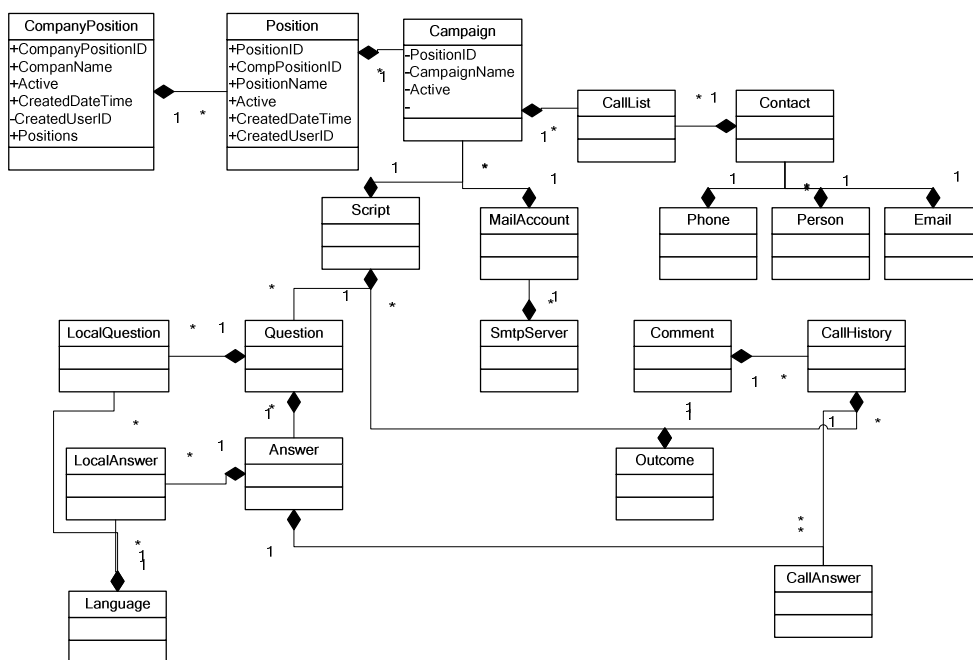 CompanyPosition
+CompanyPositionID
+CompanName
+Active
+CreatedDateTime
-CreatedUserID
+Positions
1
*
Position
+PositionID
+CompPositionID
+PositionName
+Active
+CreatedDateTime
+CreatedUserID
*
1
Campaign
-PositionID
-CampaignName
-Active
-
1
*
CallList
*
1
Contact
1
*
1
*
1
1
1
Script
MailAccount
Phone
Person
Email
*
1
*
*
1
LocalQuestion
*
1
Question
SmtpServer
Comment
1
*
CallHistory
1
*
*
1
1
1
*
LocalAnswer
*
1
Answer
Outcome
*
1
1
1
*
*
Language
CallAnswer